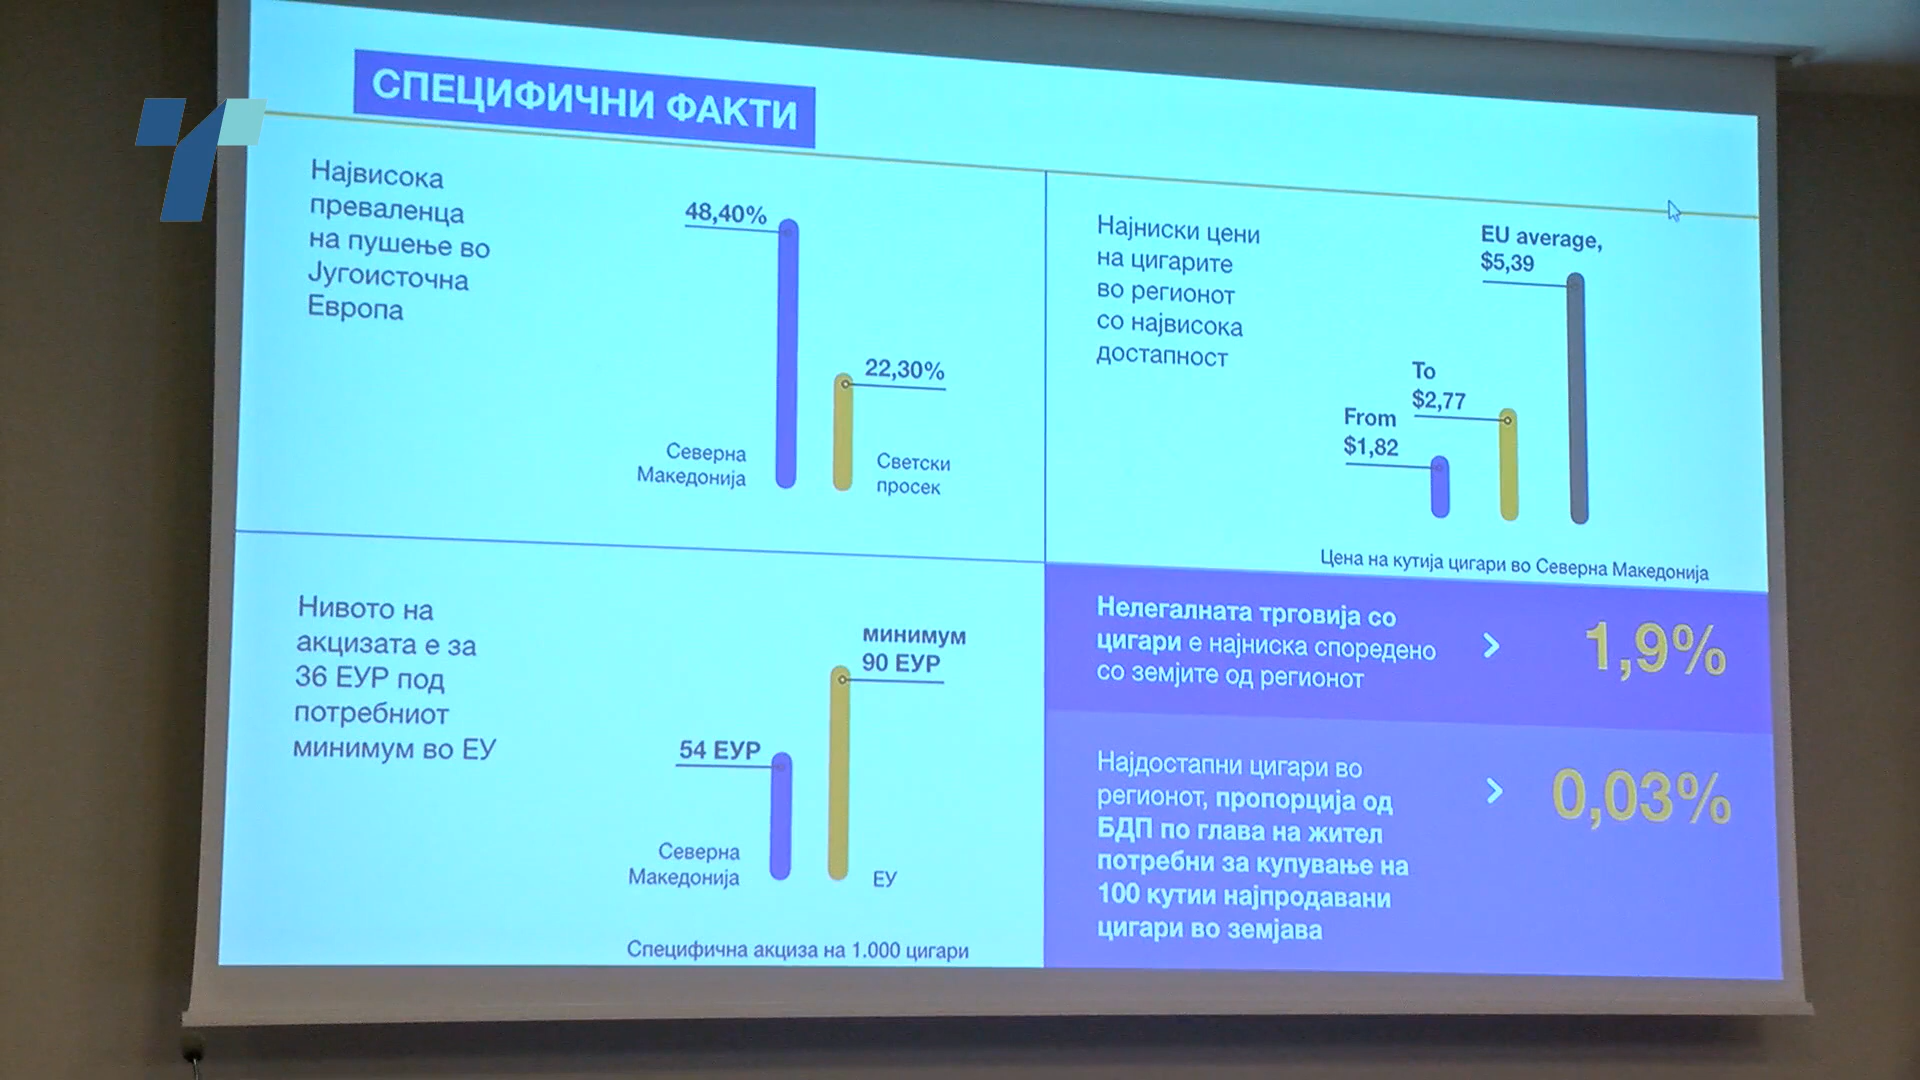 СПЕЦИФИЧНИ ФАКТИ
Највисока
преваленца
на пушење во
Југоисточна
Европа
48,40%
22,30%
Северна
Македонија
Светски
просек
Најниски цени
на цигарите
во регионот
со највисока
достапност
EU average,
$5,39
To
$2,77
From
$1,82
Цена на кутија цигари во Северна Македонија
Нивото на
акцизата е за
36 ЕУР под
потребниот
минимум во ЕУ
минимум
90 ЕУР
54 ЕУР
Северна
Македонија
ЕУ
Специфична акциза на 1.000 цигари
Нелегалната трговија со
цигари е најниска споредено
со земјите од регионот
1,9%
Најдостапни цигари во
регионот, пропорција од
БДП по глава на жител
потребни за купување на
100 кутии најпродавани
цигари во земјава
0,03%